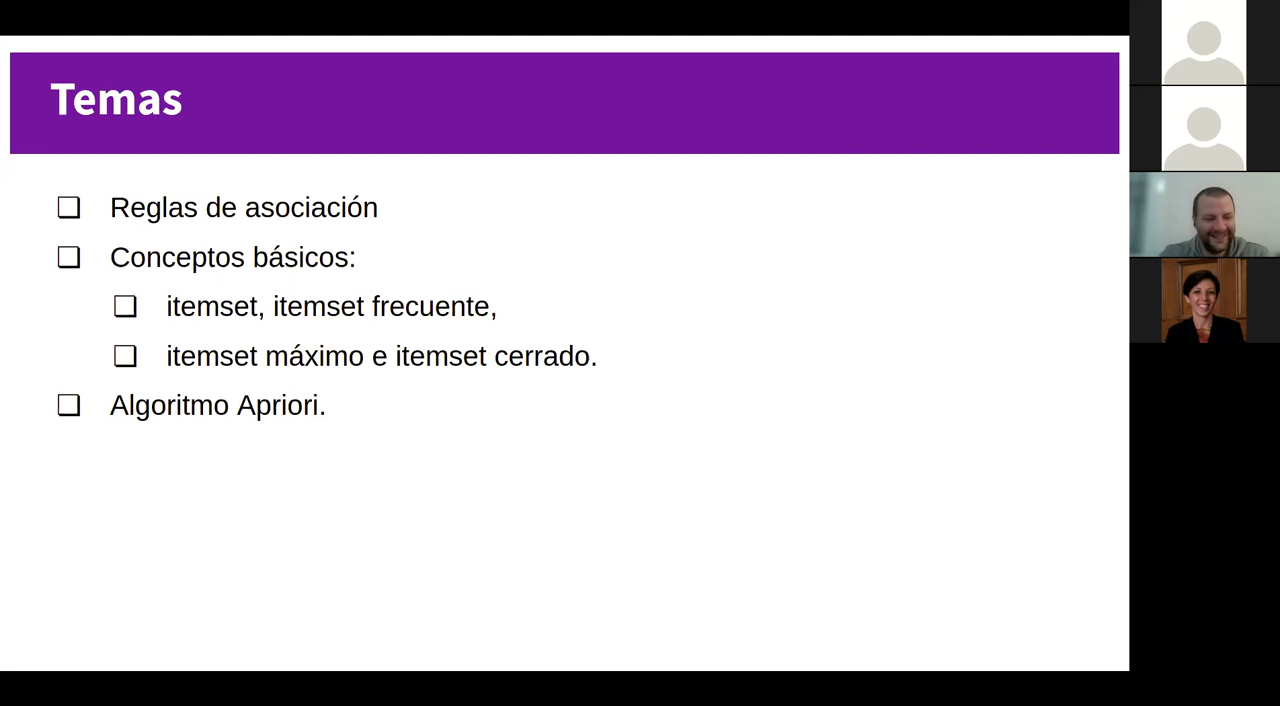 Temas
❏ Reglas de asociación
❏ Conceptos básicos:
❏ itemset, itemset frecuente,
❏ itemset máximo e itemset cerrado.
❏ Algoritmo Apriori.